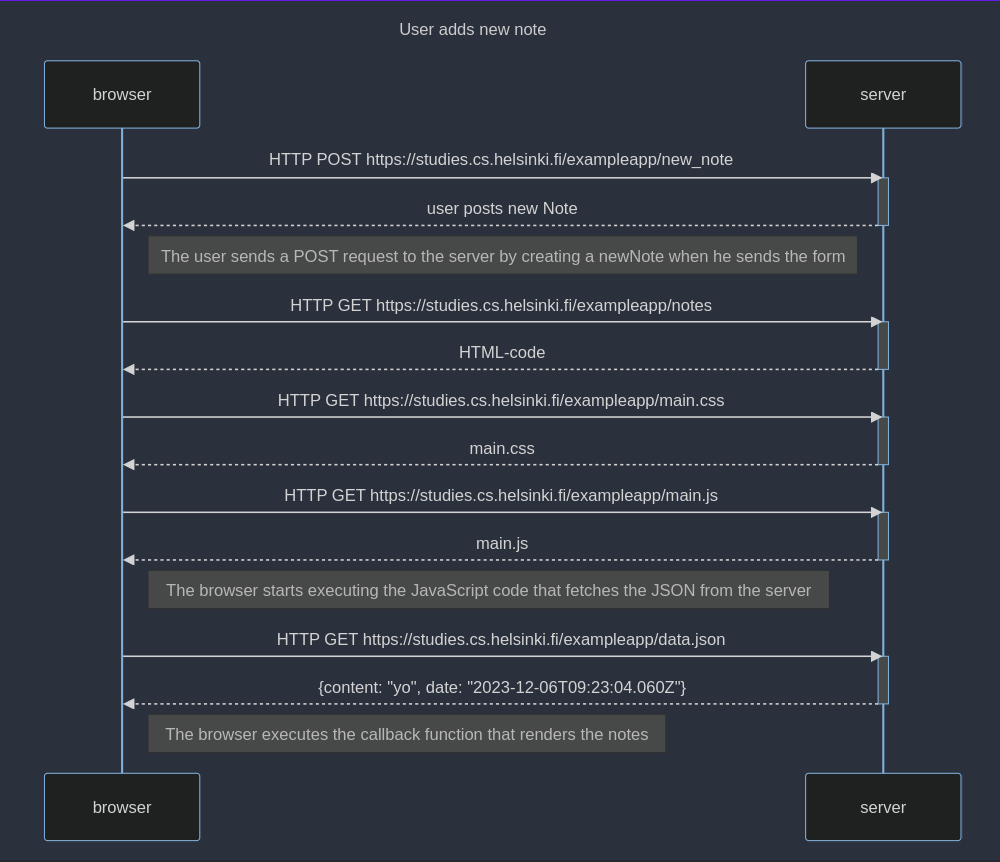 User adds new note
browser
server
HTTP POST https://studies.cs.helsinki.fi/exampleapp/new_note
user posts new Note
The user sends a POST request to the server by creating a newNote when he sends the form
HTTP GET https://studies.cs.helsinki.fi/exampleapp/notes
HTML-code
HTTP GET https://studies.cs.helsinki.fi/exampleapp/main.css
main.css
HTTP GET https://studies.cs.helsinki.fi/exampleapp/main.js
main.js
The browser starts executing the JavaScript code that fetches the JSON from the server
HTTP GET https://studies.cs.helsinki.fi/exampleapp/data.json
{content: "yo", date: "2023-12-06T09:23:04.060Z"}
The browser executes the callback function that renders the notes
browser
server